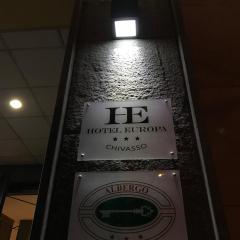 HE
HOTEL EUROPA
★★★
CHIVASSO
ALBERGO